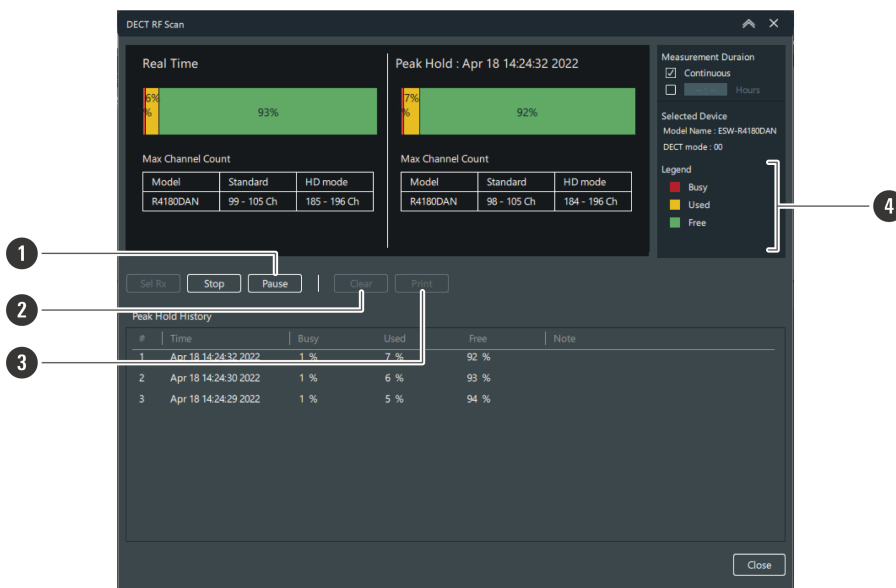 DECT RF Scan
Real Time
6%
%
93%
Max Channel Count
Model Standard HD mode
R4180DAN 99 - 105 Ch 185 - 196 Ch
Peak Hold : Apr 18 14:24:32 2022
7%
%
92%
Max Channel Count
Model Standard HD mode
R4180DAN 98 - 105 Ch 184 - 196 Ch
Measurement Duraion
Continuous
Hours
Selected Device
Model Name : ESW-R4180DAN
DECT mode : 00
Legend
Busy
Used
Free
4
1
2
3
Sel Rx Stop Pause Clear Print
Peak Hold History
# Time Busy Used Free Note
1 Apr 18 14:24:32 2022 1 % 7 % 92 %
2 Apr 18 14:24:30 2022 1 % 6 % 93 %
3 Apr 18 14:24:29 2022 1 % 5 % 94 %
Close